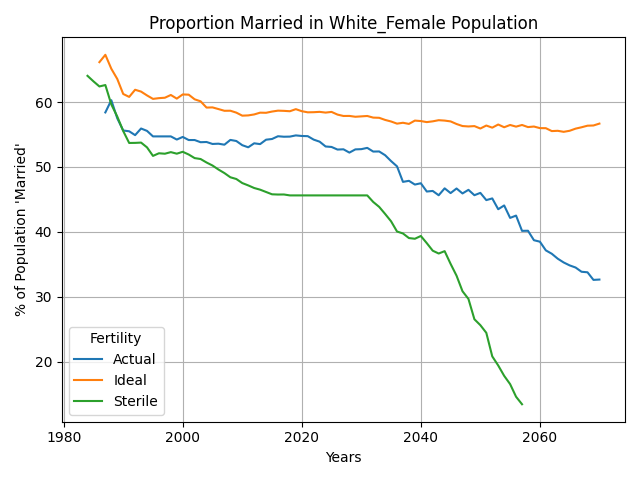 Proportion Married in White_Female Population
% of Population 'Married'
60
50
40
30
20
Fertility
Actual
Ideal
Sterile
1980 2000 2020 2040 2060
Years